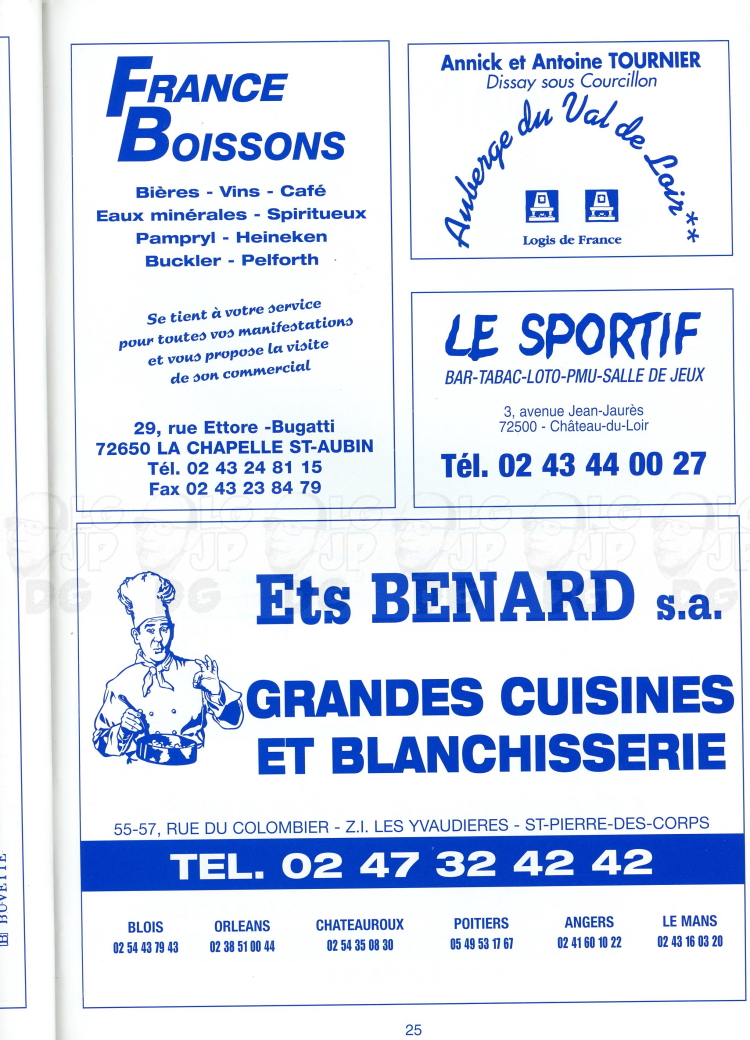 FRANCE
BOISSONS
Bières - Vins - Café
Eaux minérales - Spiritueux
Pampryl - Heineken
Buckler - Pelforth
Se tient à votre service
pour toutes vos manifestations
et vous propose la visite
de son commercial
29, rue Ettore -Bugatti
72650 LA CHAPELLE ST-AUBIN
Tél. 02 43 24 81 15
Fax 02 43 23 84 79
Annick et Antoine TOURNIER
Dissay sous Courcillon
Auberge du Val de Loir**
Logis de France
LE SPORTIF
BAR-TABAC-LOTO-PMU-SALLE DE JEUX
3, avenue Jean-Jaurès
72500 - Château-du-Loir
Tél. 02 43 44 00 27
Ets BENARD s.a.
GRANDES CUISINES
ET BLANCHISSERIE
55-57, RUE DU COLOMBIER - Z.I. LES YVAUDIERES - ST-PIERRE-DES-CORPS
TEL. 02 47 32 42 42
BLOIS ORLEANS CHATEAUROUX POITIERS ANGERS LE MANS
02 54 43 79 43 02 38 51 00 44 02 54 35 08 30 05 49 53 17 67 02 41 60 10 22 02 43 16 03 20
BUVETTE
25